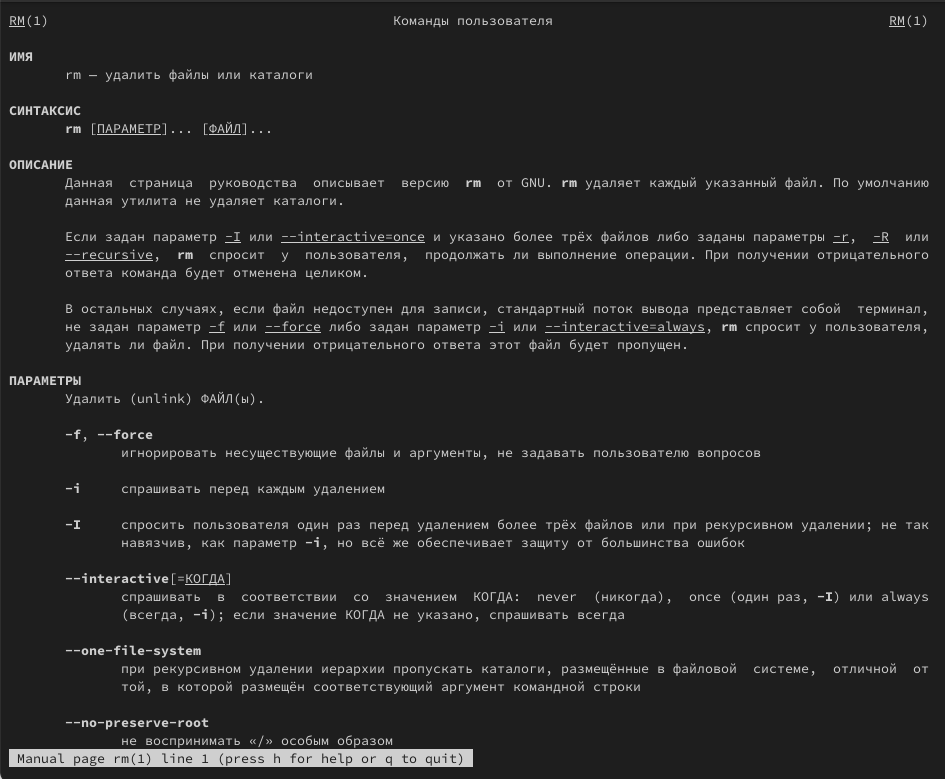 RM(1) Команды пользователя RM(1)
ИМЯ
rm — удалить файлы или каталоги
СИНТАКСИС
rm [ПАРАМЕТР]... [ФАЙЛ]...
ОПИСАНИЕ
Данная страница руководства описывает версию rm от GNU. rm удаляет каждый указанный файл. По умолчанию
данная утилита не удаляет каталоги.
Если задан параметр -I или --interactive=once и указано более трёх файлов либо заданы параметры -r, -R или
--recursive, rm спросит у пользователя, продолжать ли выполнение операции. При получении отрицательного
ответа команда будет отменена целиком.
В остальных случаях, если файл недоступен для записи, стандартный поток вывода представляет собой терминал,
не задан параметр -f или --force либо задан параметр -i или --interactive=always, rm спросит у пользователя,
удалять ли файл. При получении отрицательного ответа этот файл будет пропущен.
ПАРАМЕТРЫ
Удалить (unlink) ФАЙЛ(ы).
-f, --force
игнорировать несуществующие файлы и аргументы, не задавать пользователю вопросов
-i спрашивать перед каждым удалением
-I спросить пользователя один раз перед удалением более трёх файлов или при рекурсивном удалении; не так
навязчив, как параметр -i, но всё же обеспечивает защиту от большинства ошибок
--interactive[=КОГДА]
спрашивать в соответствии со значением КОГДА: never (никогда), once (один раз, -I) или always
(всегда, -i); если значение КОГДА не указано, спрашивать всегда
--one-file-system
при рекурсивном удалении иерархии пропускать каталоги, размещённые в файловой системе, отличной от
той, в которой размещён соответствующий аргумент командной строки
--no-preserve-root
не воспринимать «/» особым образом
Manual page rm(1) line 1 (press h for help or q to quit)